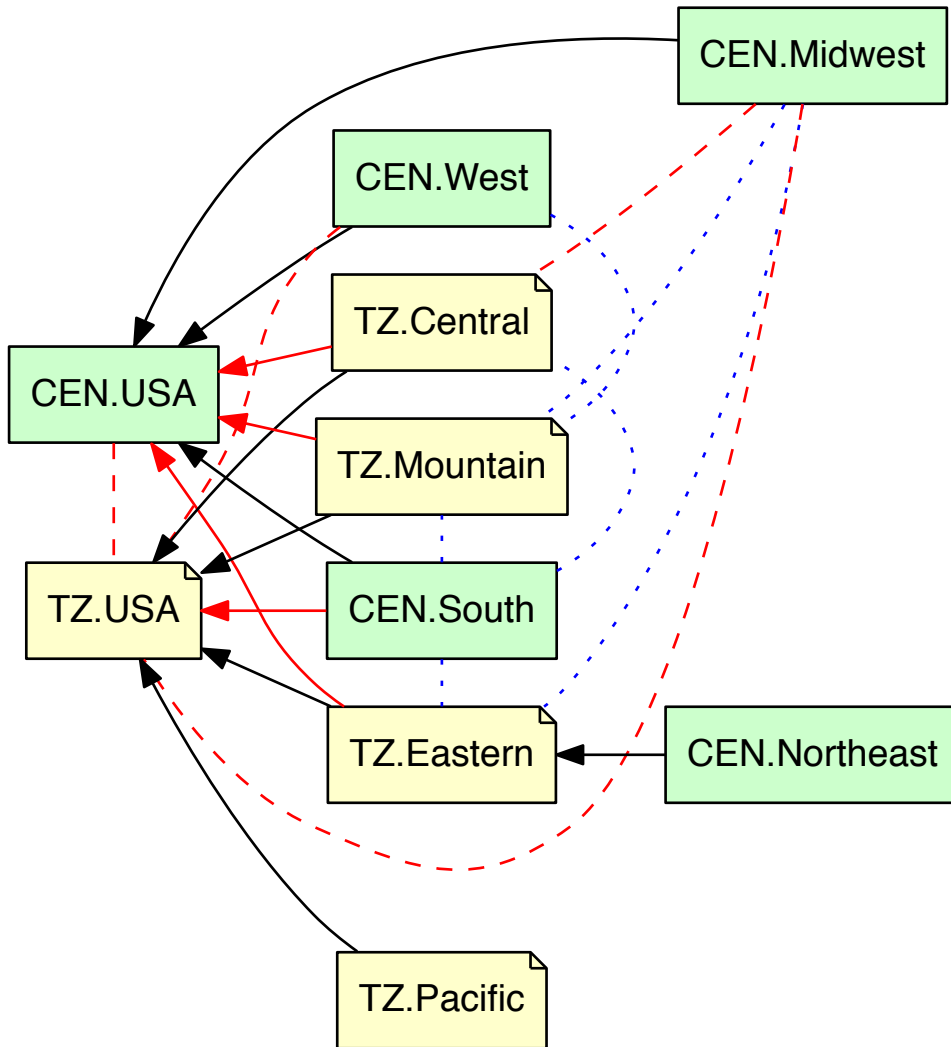 CEN.Midwest
CEN.West
TZ.Central
CEN.USA
TZ.Mountain
TZ.USA
CEN.South
TZ.Eastern
CEN.Northeast
TZ.Pacific